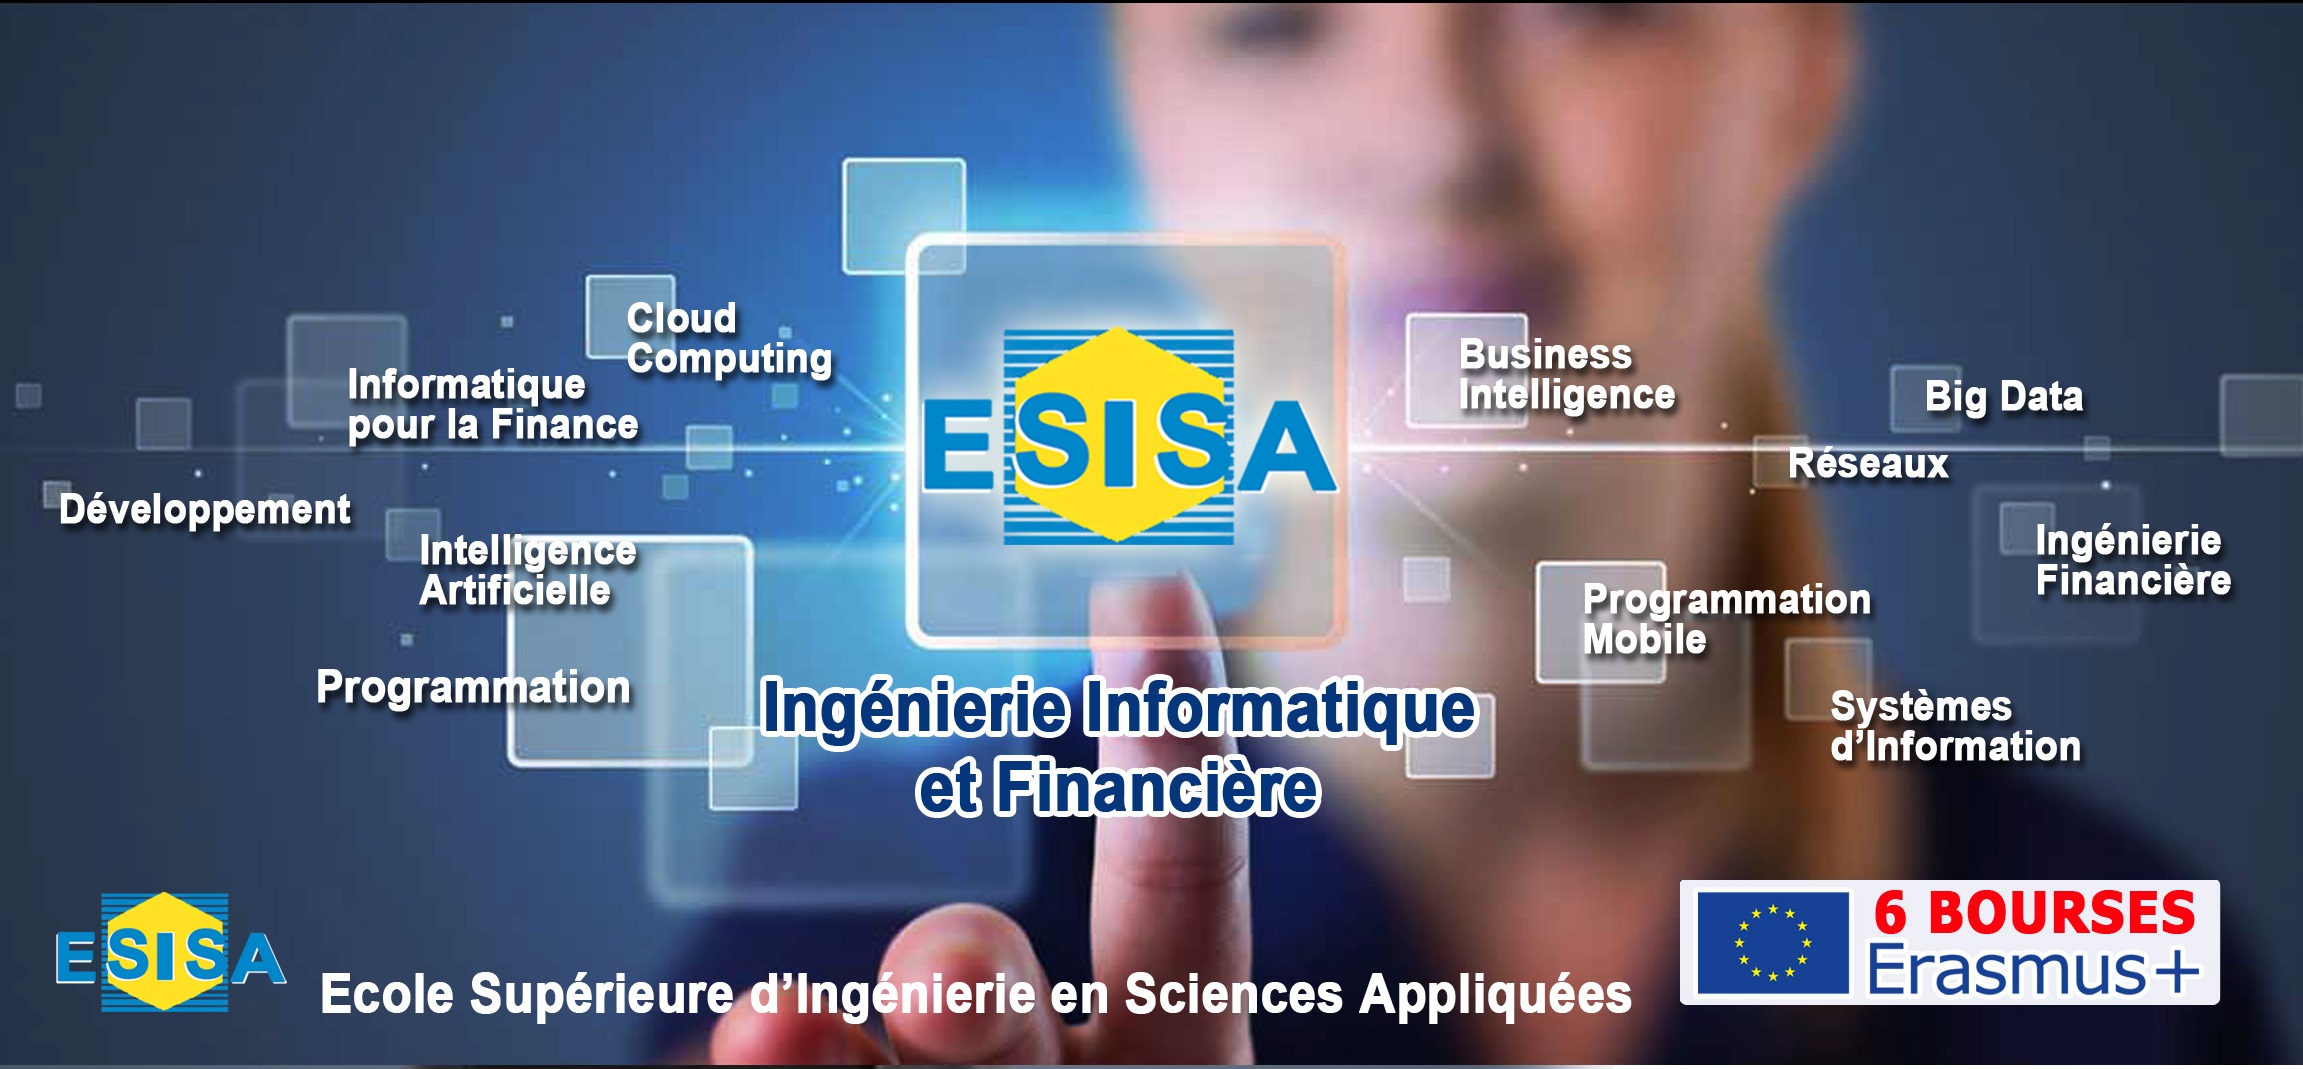 Cloud
Computing
Informatique
pour la Finance
Développement
Intelligence
Artificielle
Programmation
ESISA
Business
Intelligence
Big Data
Réseaux
Ingénierie
Financière
Programmation
Mobile
Systèmes
d'Information
Ingénierie Informatique
et Financière
ESISA
Ecole Supérieure d'Ingénierie en Sciences Appliquées
6 BOURSES
Erasmus+